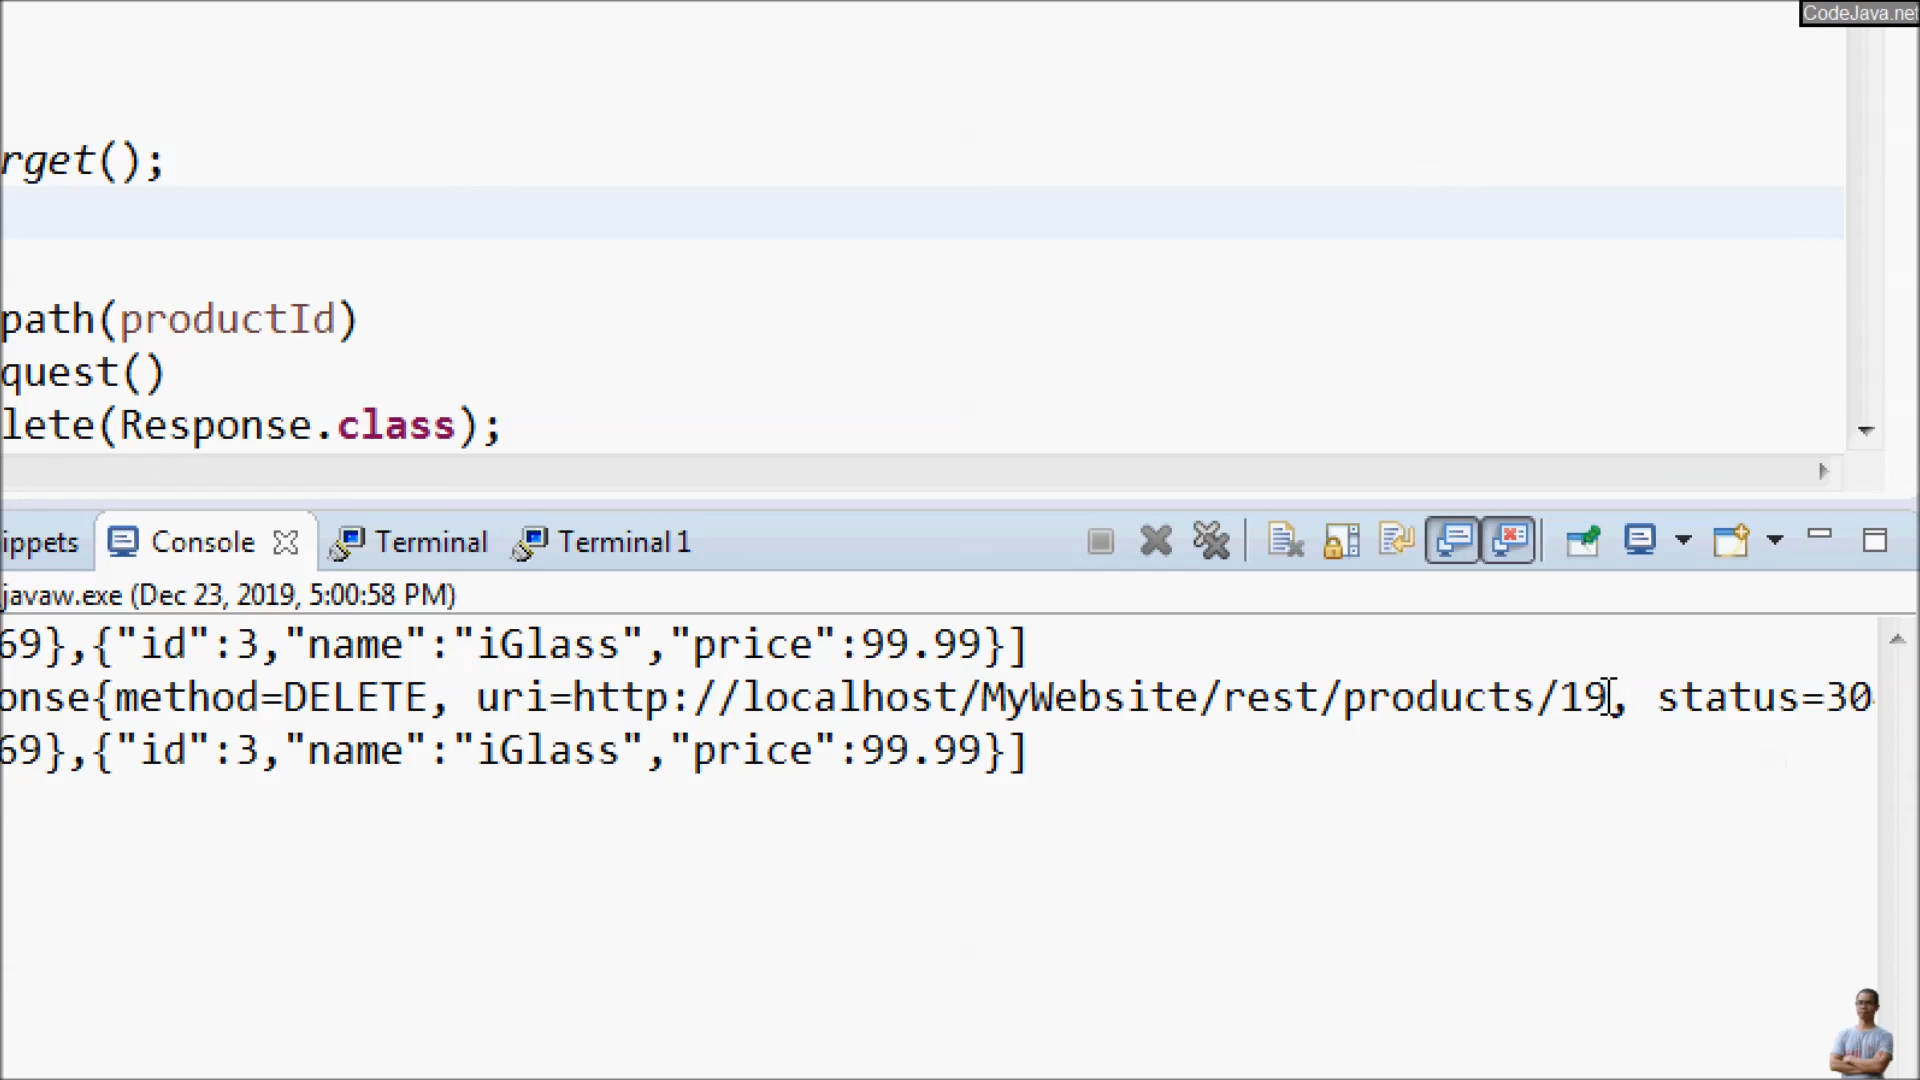 CodeJava.net
rget();
path(productId)
quest()
lete(Response.class);
ippets Console Terminal Terminal 1
javaw.exe (Dec 23, 2019, 5:00:58 PM)
69},{"id":3,"name":"iGlass","price":99.99}]
onse{method=DELETE, uri=http://localhost/MyWebsite/rest/products/19, status=30
69},{"id":3,"name":"iGlass","price":99.99}]